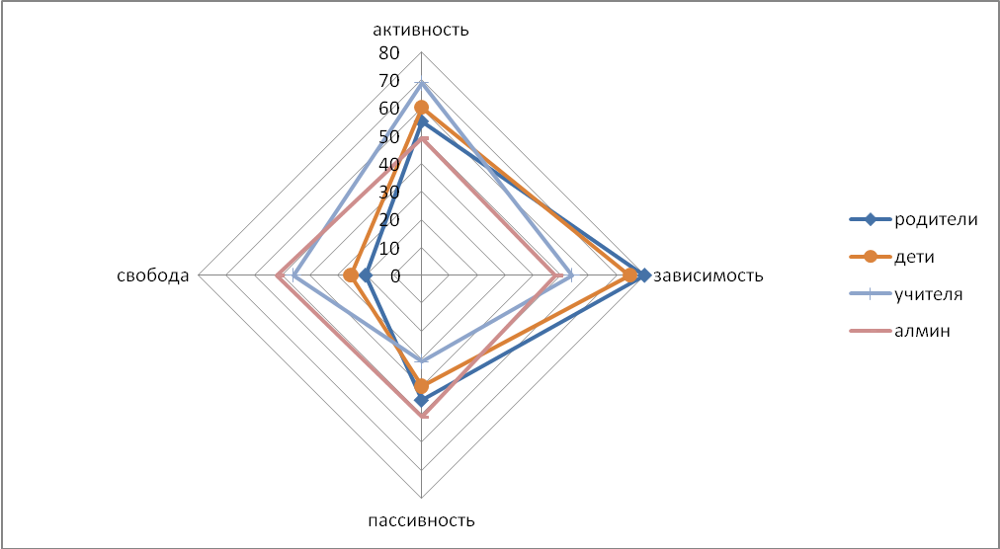 активность
80
70
60
50
40
30
20
10
0
свобода
зависимость
пассивность
родители
дети
учителя
алмин